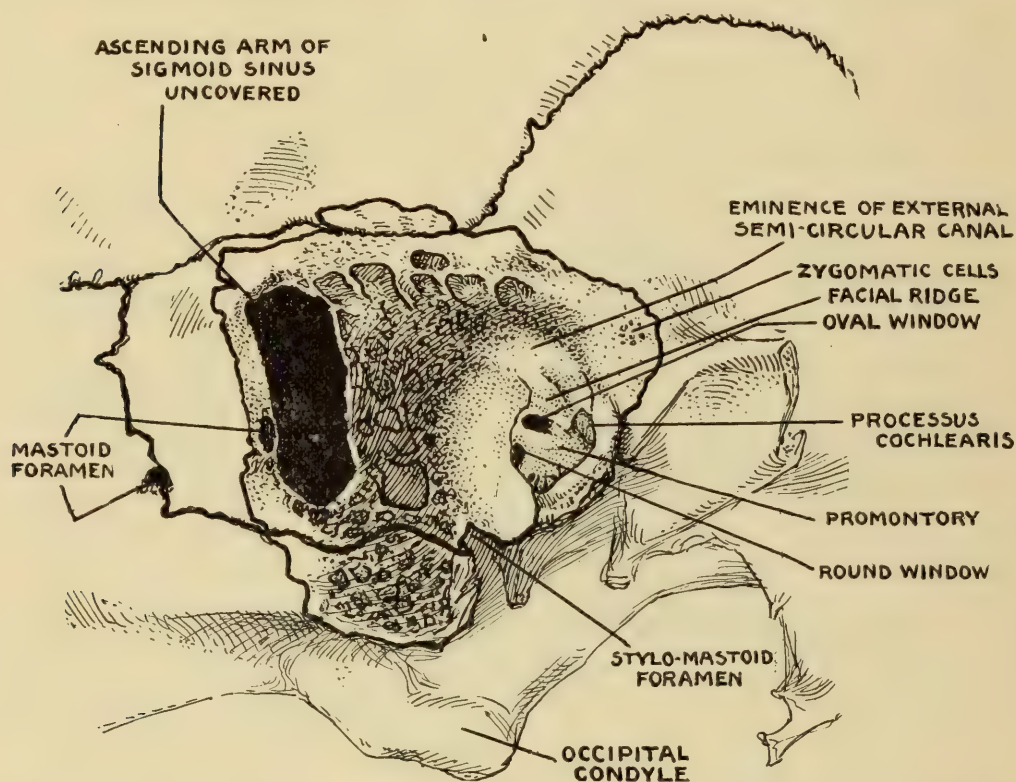 ASCENDING ARM OF
SIGMOID SINUS
UNCOVERED
EMINENCE OF EXTERNAL
SEMI-CIRCULAR CANAL
ZYGOMATIC CELLS
FACIAL RIDGE
OVAL WINDOW
PROCESSUS
COCHLEARIS
MASTOID
FORAMEN
PROMONTORY
ROUND WINDOW
STYLO-MASTOID
FORAMEN
OCCIPITAL
CONDYLE